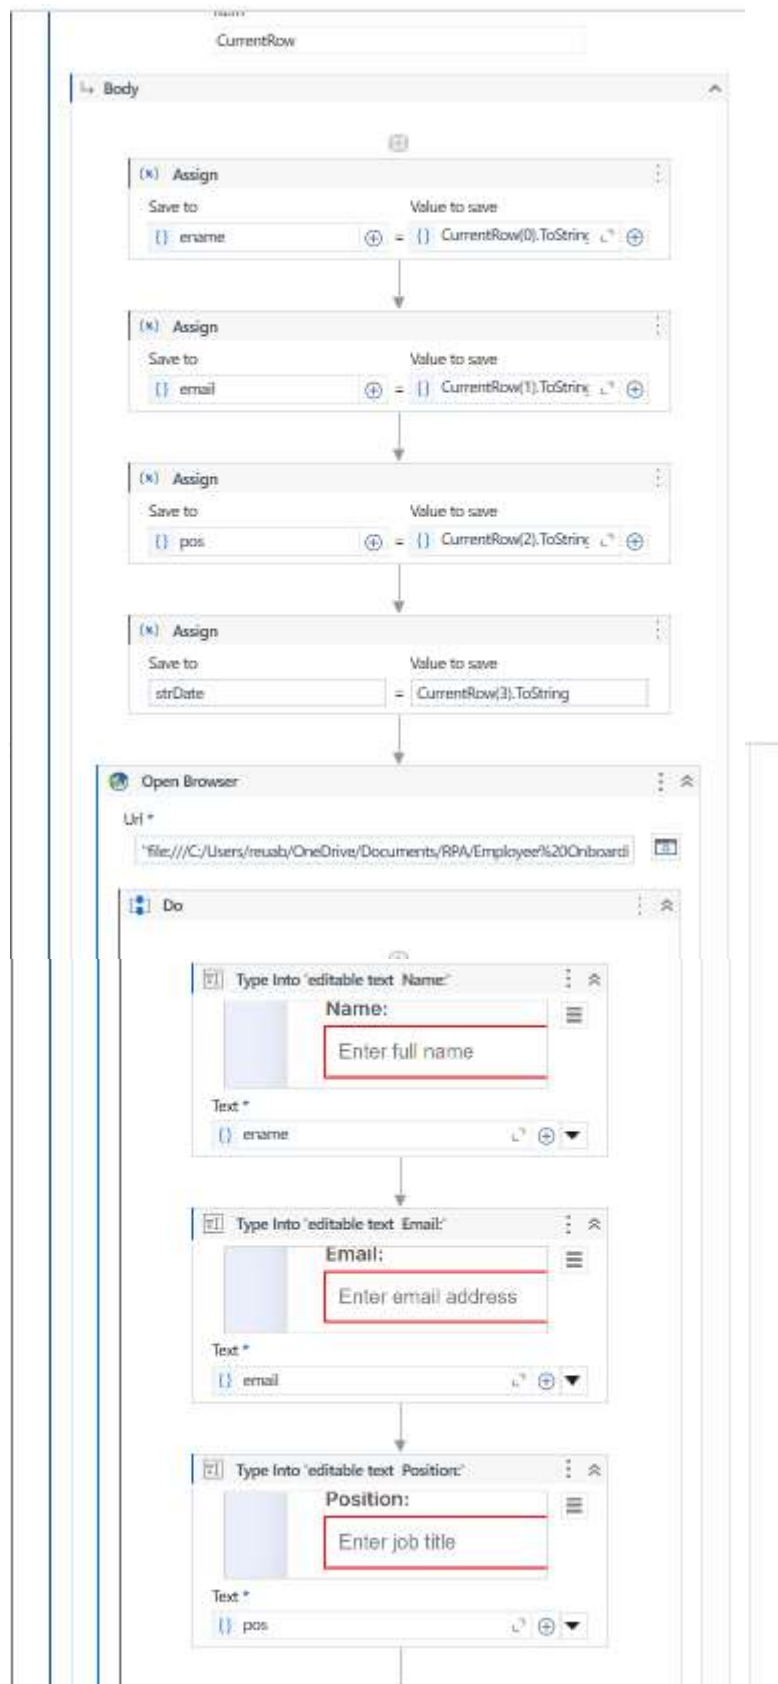 CurrentRow
Body
(x) Assign
Save to Value to save
{} ename = {} CurrentRow(0).ToString
(x) Assign
Save to Value to save
{} email = {} CurrentRow(1).ToString
(x) Assign
Save to Value to save
{} pos = {} CurrentRow(2).ToString
(x) Assign
Save to Value to save
strDate = CurrentRow(3).ToString
Open Browser
Url *
"file:///C:/Users/reuab/OneDrive/Documents/RPA/Employee%20Onboardi
Do
Type Into 'editable text Name:'
Name:
Enter full name
Text *
{} ename
Type Into 'editable text Email:'
Email:
Enter email address
Text *
{} email
Type Into 'editable text Position:'
Position:
Enter job title
Text *
{} pos